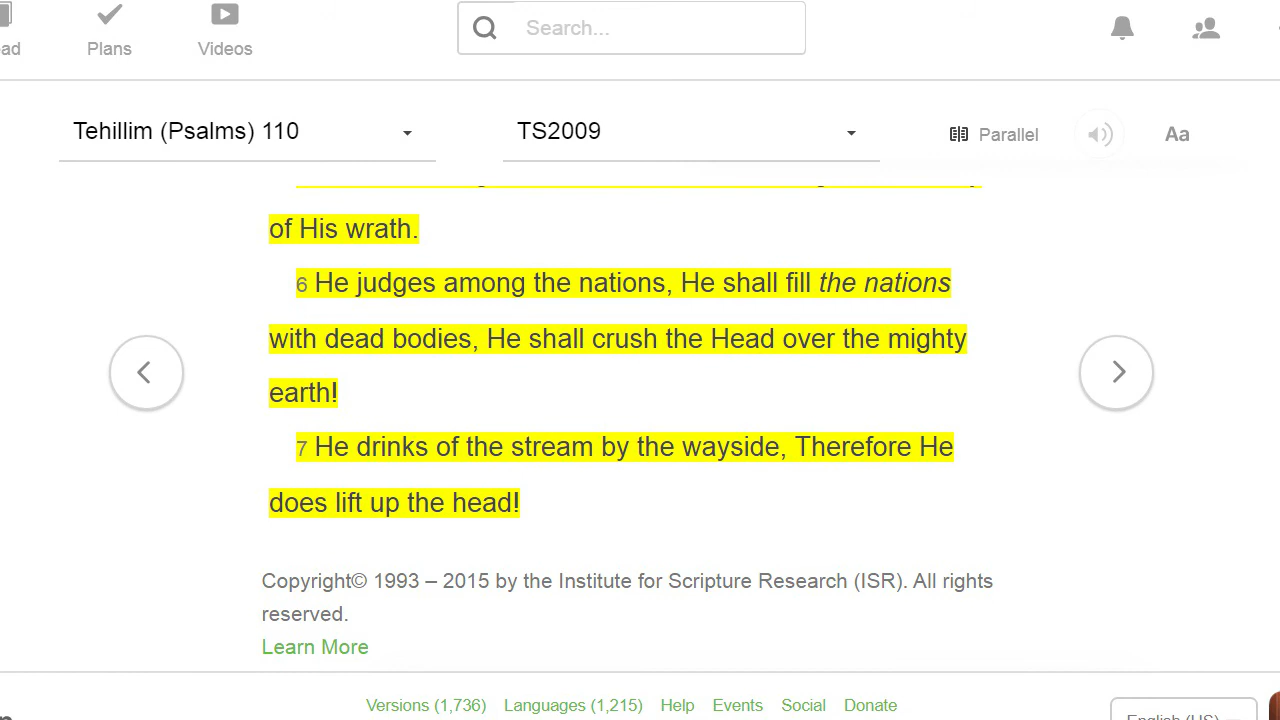 ad
Plans
Videos
Search...
Tehillim (Psalms) 110
TS2009
Parallel
Aa
of His wrath.
6 He judges among the nations, He shall fill the nations
with dead bodies, He shall crush the Head over the mighty
earth!
7 He drinks of the stream by the wayside, Therefore He
does lift up the head!
Copyright© 1993 – 2015 by the Institute for Scripture Research (ISR). All rights
reserved.
Learn More
Versions (1,736) Languages (1,215) Help Events Social Donate
English (US)